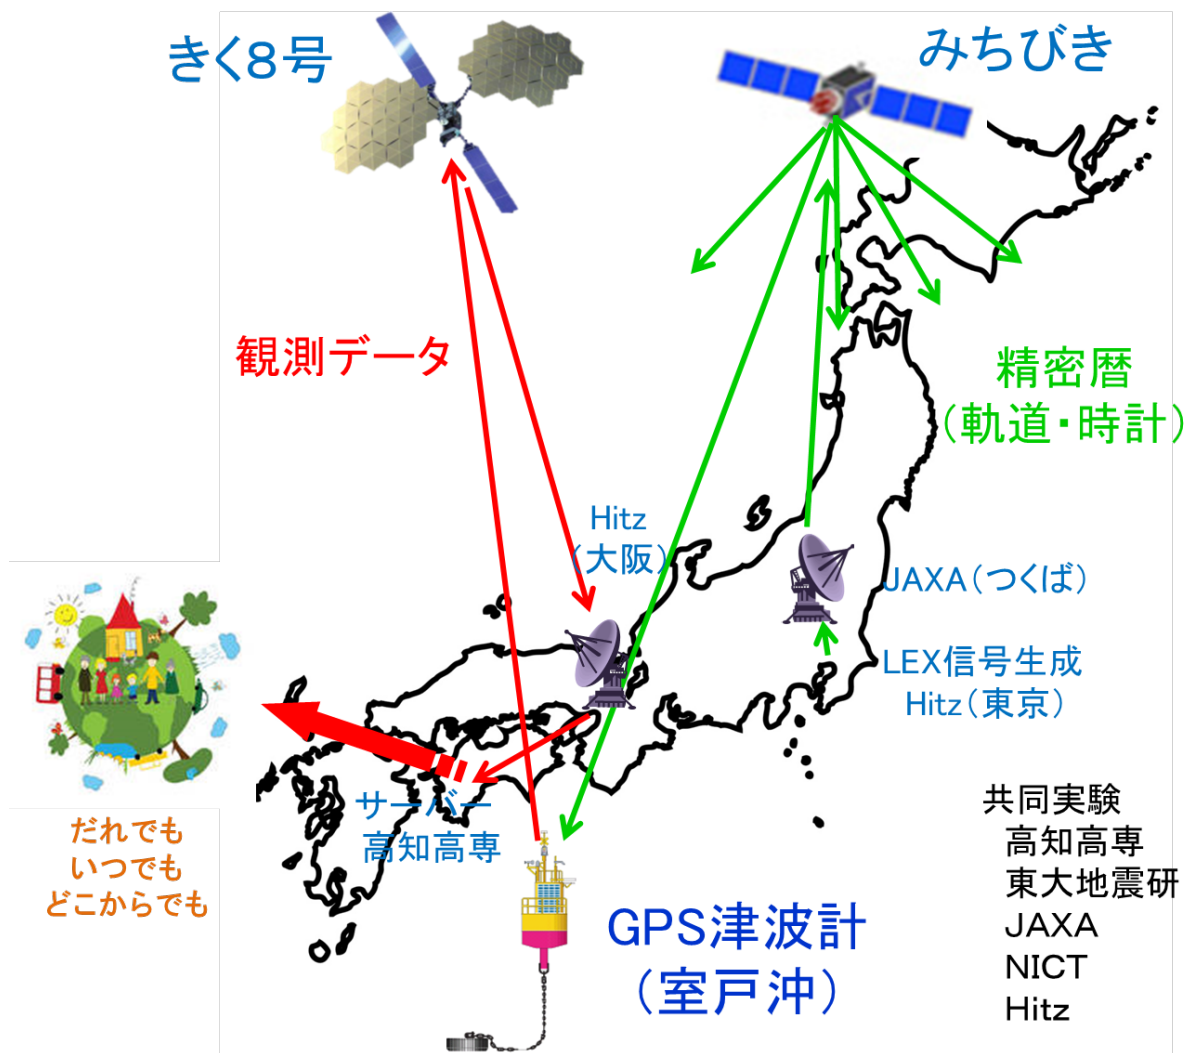 きく8号
みちびき
観測データ
精密暦
（軌道・時計）
Hitz
（大阪）
JAXA（つくば）
LEX信号生成
Hitz（東京）
サーバー
高知高専
だれでも
いつでも
どこからでも
GPS津波計
（室戸沖）
共同実験
高知高専
東大地震研
JAXA
NICT
Hitz